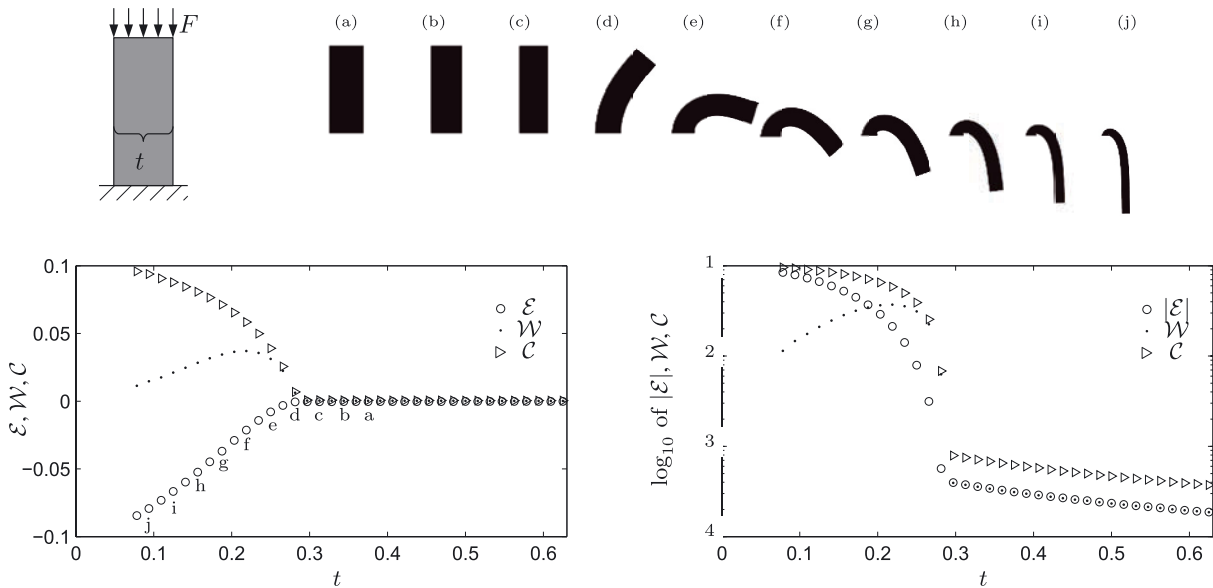 F
t
(a) (b) (c) (d) (e) (f) (g) (h) (i) (j)
0.1
0.05
0
−0.05
−0.1
ℰ, 𝒲, 𝒞
ℰ
𝒲
𝒞
a
b
c
d
e
f
g
h
i
j
0 0.1 0.2 0.3 0.4 0.5 0.6
t
1
2
3
4
log₁₀ of |ℰ|, 𝒲, 𝒞
|ℰ|
𝒲
𝒞
0 0.1 0.2 0.3 0.4 0.5 0.6
t